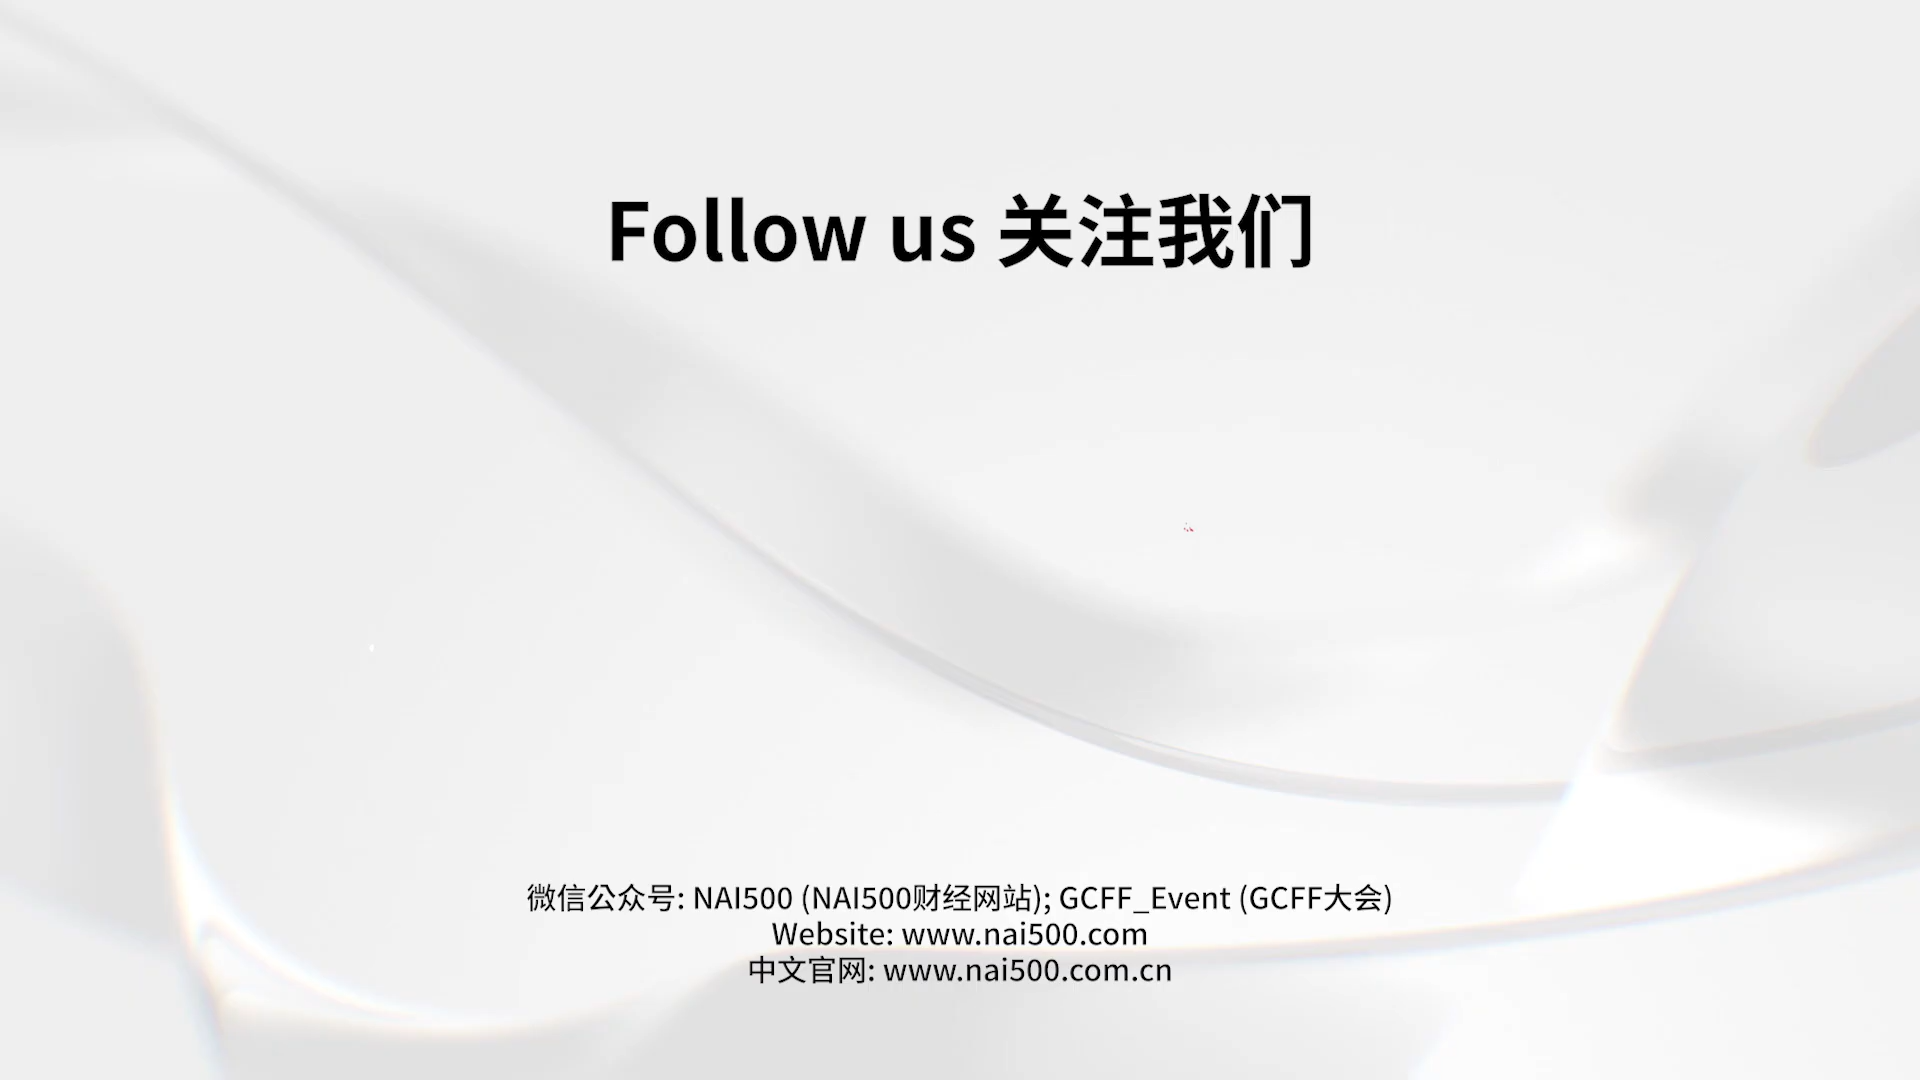 Follow us 关注我们
微信公众号: NAI500 (NAI500财经网站); GCFF_Event (GCFF大会)
Website: www.nai500.com
中文官网: www.nai500.com.cn